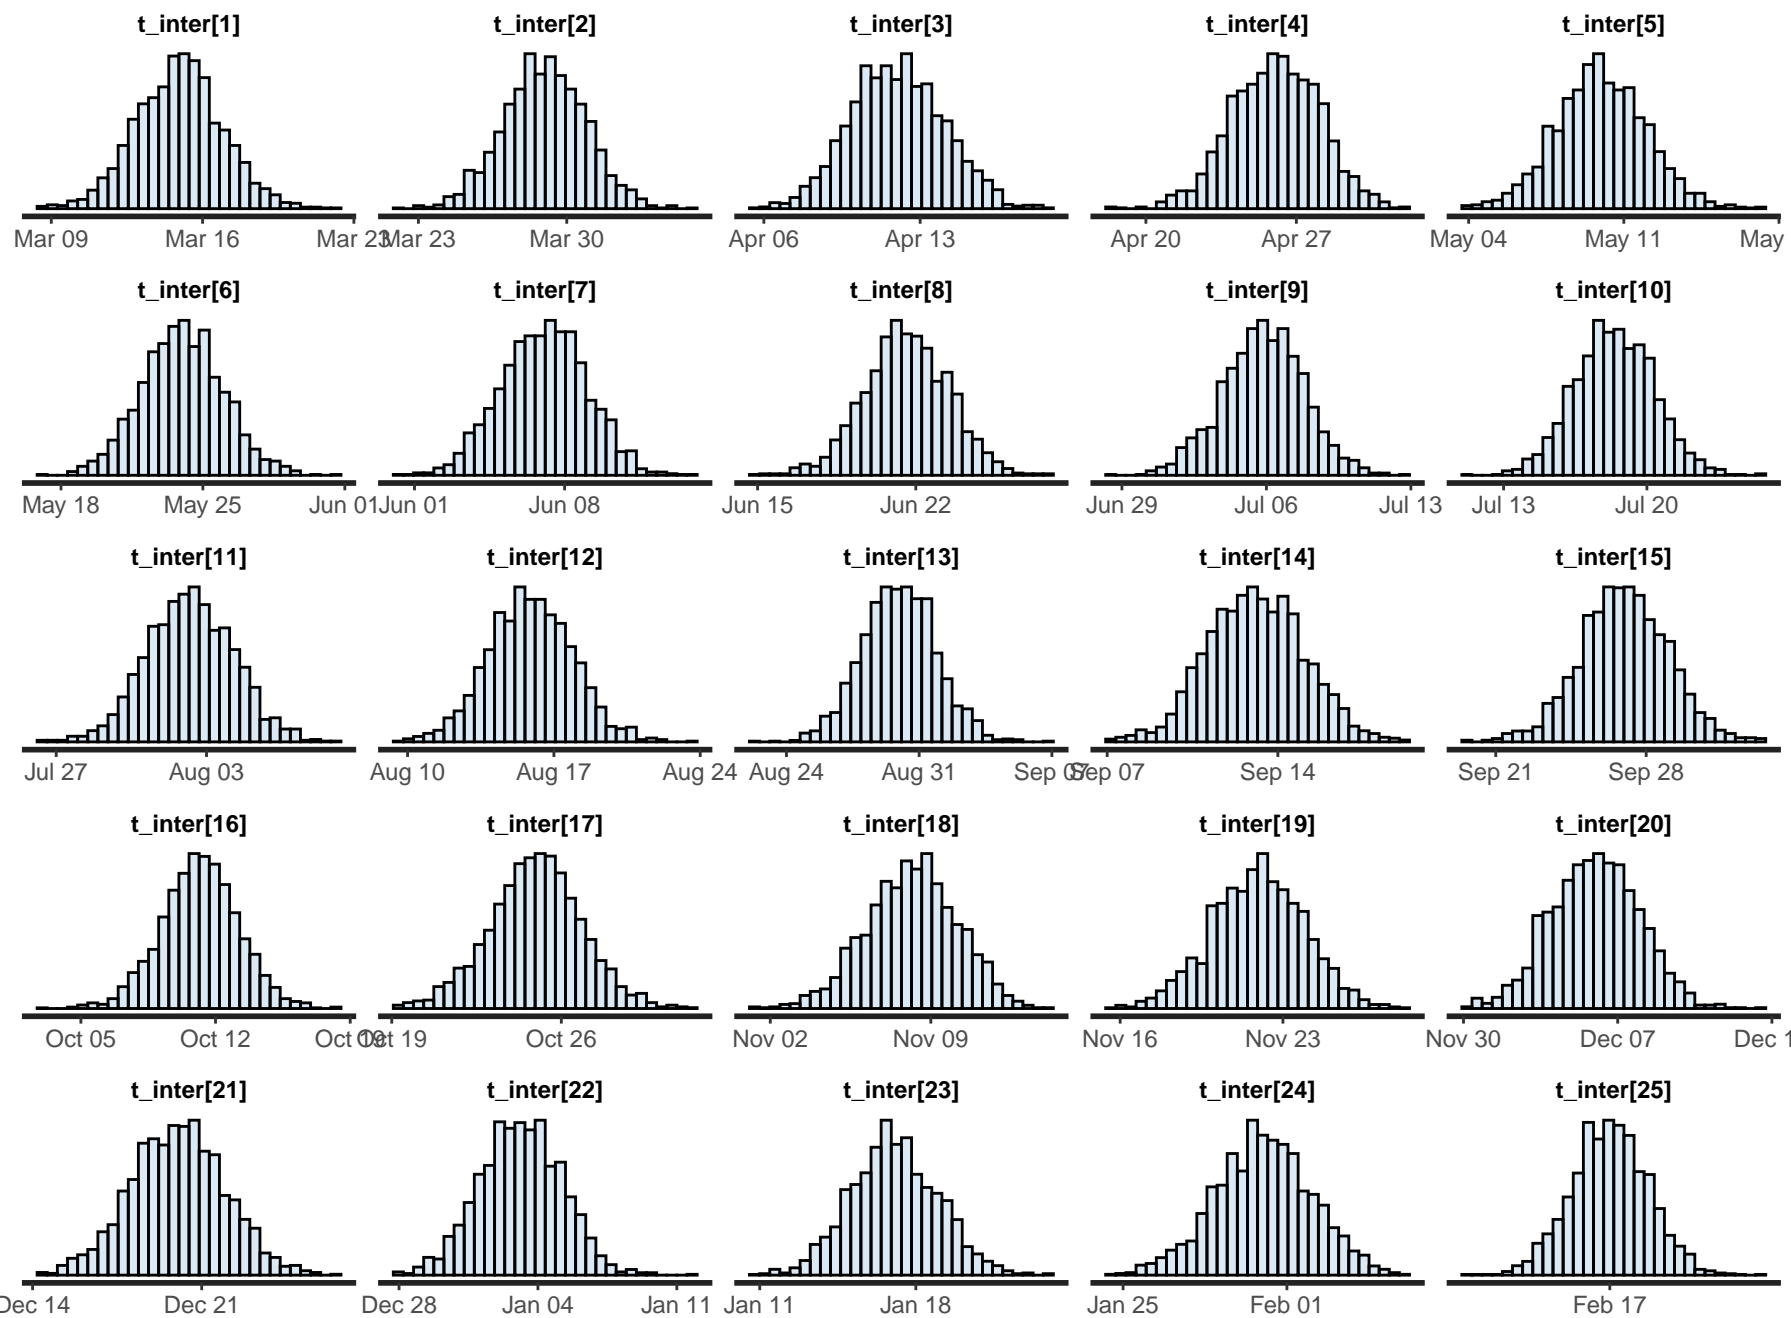 t_inter[1] t_inter[2] t_inter[3] t_inter[4] t_inter[5]
Mar 09 Mar 16 Mar 23 Mar 23 Mar 30 Apr 06 Apr 13 Apr 20 Apr 27 May 04 May 11 May
t_inter[6] t_inter[7] t_inter[8] t_inter[9] t_inter[10]
May 18 May 25 Jun 01 Jun 01 Jun 08 Jun 15 Jun 22 Jun 29 Jul 06 Jul 13 Jul 13 Jul 20
t_inter[11] t_inter[12] t_inter[13] t_inter[14] t_inter[15]
Jul 27 Aug 03 Aug 10 Aug 17 Aug 24 Aug 24 Aug 31 Sep 07 Sep 07 Sep 14 Sep 21 Sep 28
t_inter[16] t_inter[17] t_inter[18] t_inter[19] t_inter[20]
Oct 05 Oct 12 Oct 19 Oct 19 Oct 26 Nov 02 Nov 09 Nov 16 Nov 23 Nov 30 Dec 07 Dec 1
t_inter[21] t_inter[22] t_inter[23] t_inter[24] t_inter[25]
Dec 14 Dec 21 Dec 28 Jan 04 Jan 11 Jan 11 Jan 18 Jan 25 Feb 01 Feb 17